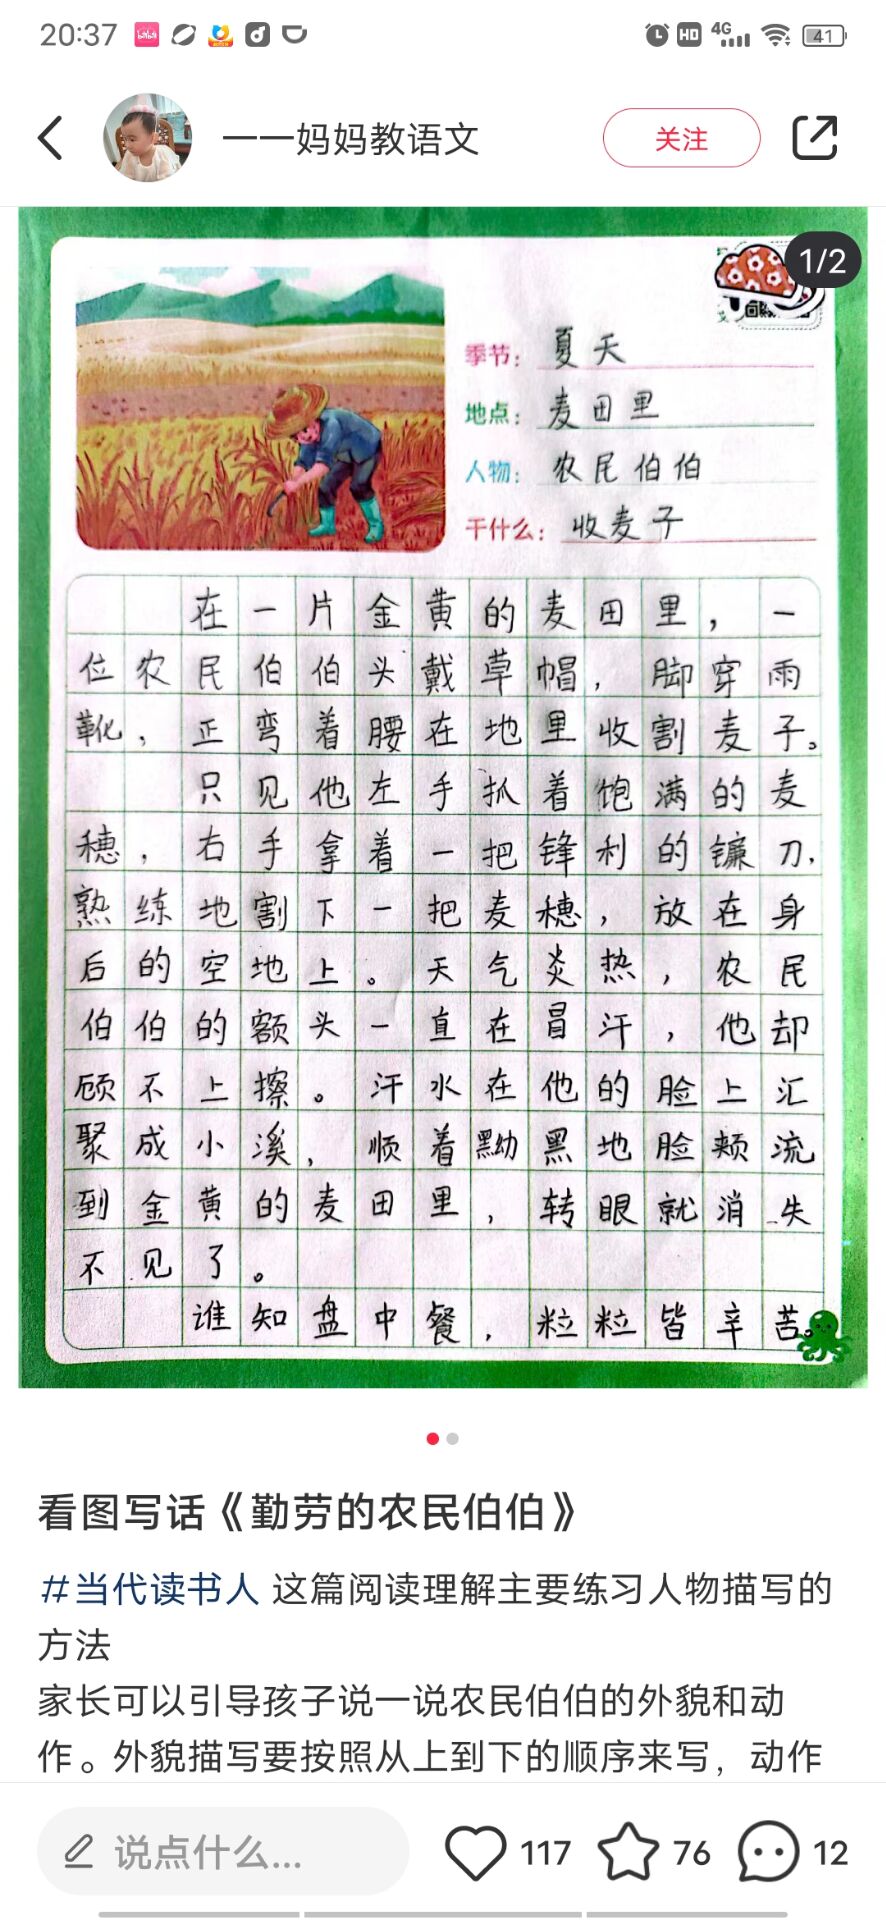 20:37
HD 4G 41
一一妈妈教语文
关注
1/2
季节：夏天
地点：麦田里
人物：农民伯伯
干什么：收麦子
在一片金黄的麦田里，一
位农民伯伯头戴草帽，脚穿雨
靴，正弯着腰在地里收割麦子。
只见他左手抓着饱满的麦
穗，右手拿着一把锋利的镰刀，
熟练地割下一把麦穗，放在身
后的空地上。天气炎热，农民
伯伯的额头一直在冒汗，他却
顾不上擦。汗水在他的脸上汇
聚成小溪，顺着黝黑地脸颊流
到金黄的麦田里，转眼就消失
不见了。
谁知盘中餐，粒粒皆辛苦。
看图写话《勤劳的农民伯伯》
#当代读书人 这篇阅读理解主要练习人物描写的
方法
家长可以引导孩子说一说农民伯伯的外貌和动
作。外貌描写要按照从上到下的顺序来写，动作
说点什么...
117
76
12